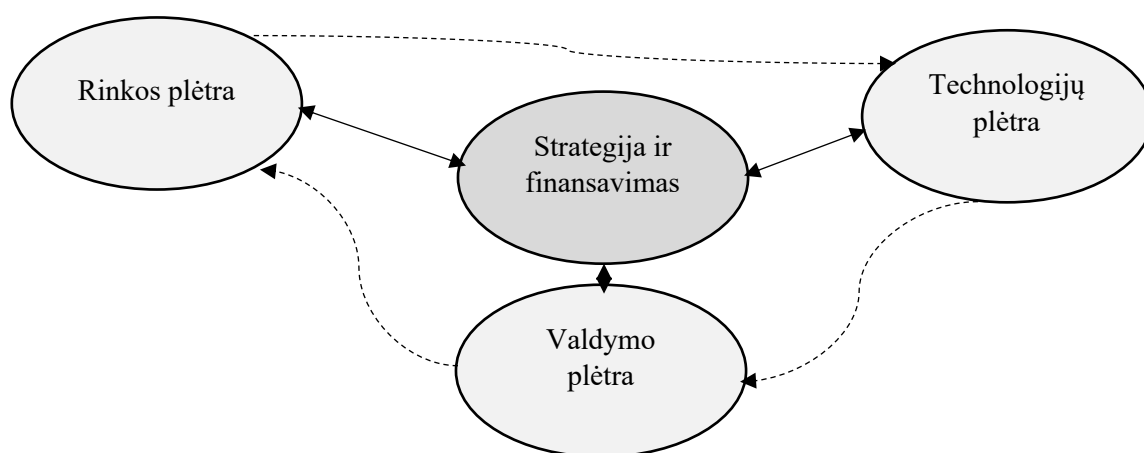 Rinkos plėtra
Technologijų
plėtra
Strategija ir
finansavimas
Valdymo
plėtra